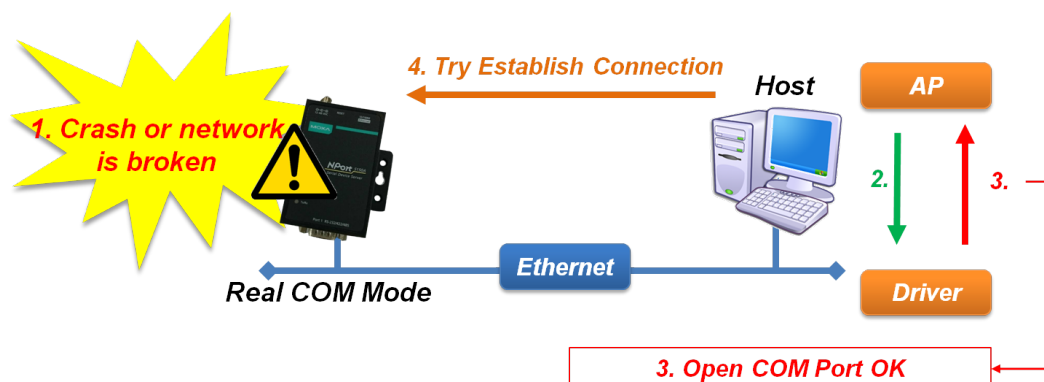 4. Try Establish Connection
Host
AP
1. Crash or network
is broken
NPort
2.
3.
Ethernet
Real COM Mode
Driver
3. Open COM Port OK